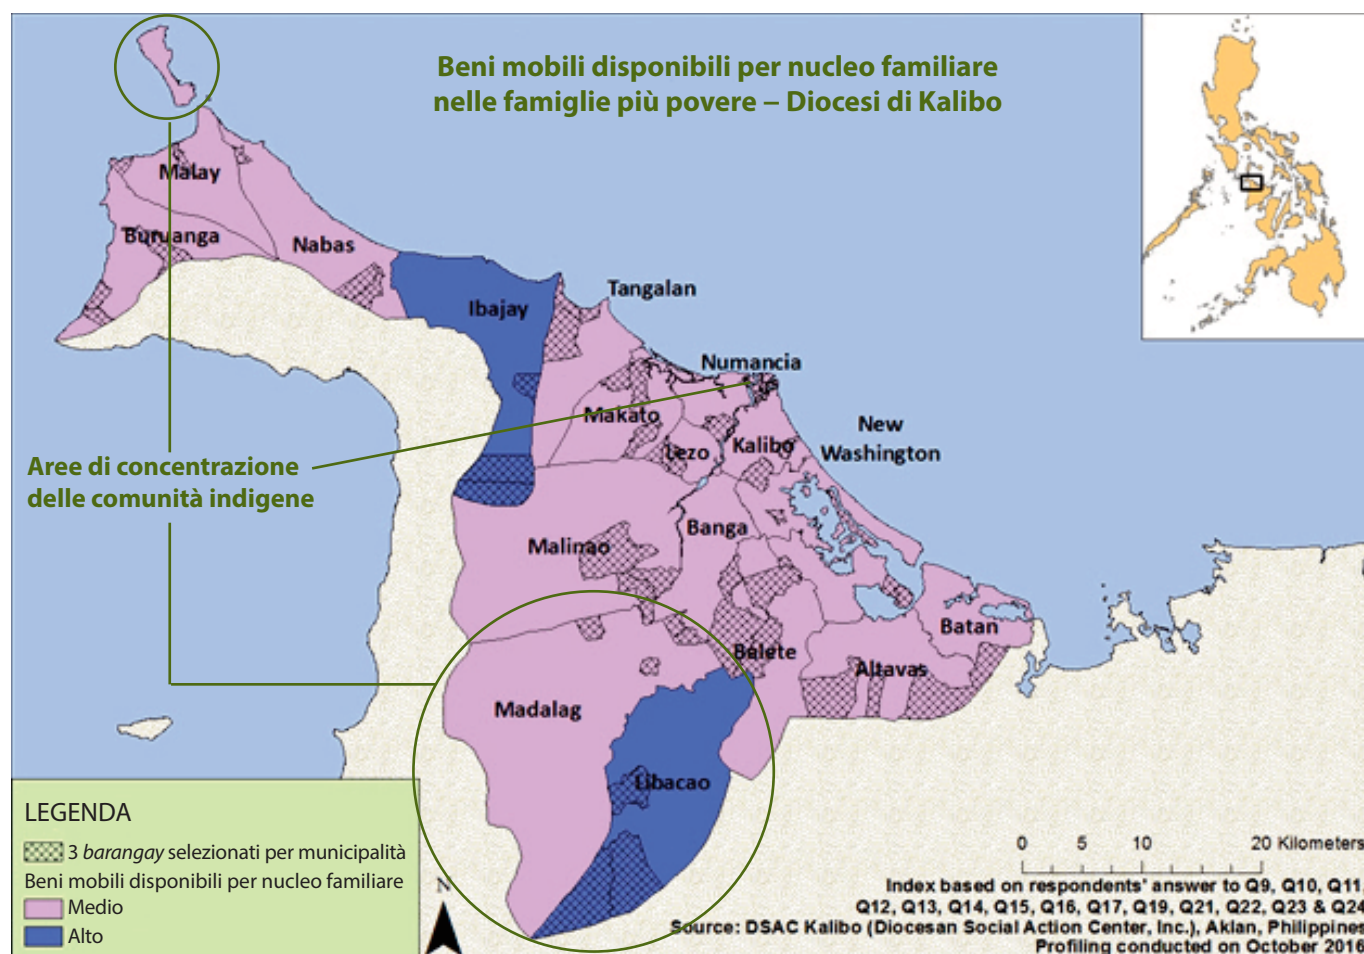 Beni mobili disponibili per nucleo familiare
nelle famiglie più povere – Diocesi di Kalibo
Malay
Buruanga
Nabas
Ibajay
Tangalan
Numancia
Makato
Lezo
Kalibo
New
Washington
Aree di concentrazione
delle comunità indigene
Banga
Malinao
Batan
Balete
Altavas
Madalag
Libacao
LEGENDA
3 barangay selezionati per municipalità
Beni mobili disponibili per nucleo familiare
Medio
Alto
N
0 5 10 20 Kilometers
Index based on respondents' answer to Q9, Q10, Q11,
Q12, Q13, Q14, Q15, Q16, Q17, Q19, Q21, Q22, Q23 & Q24
Source: DSAC Kalibo (Diocesan Social Action Center, Inc.), Aklan, Philippines
Profiling conducted on October 2016